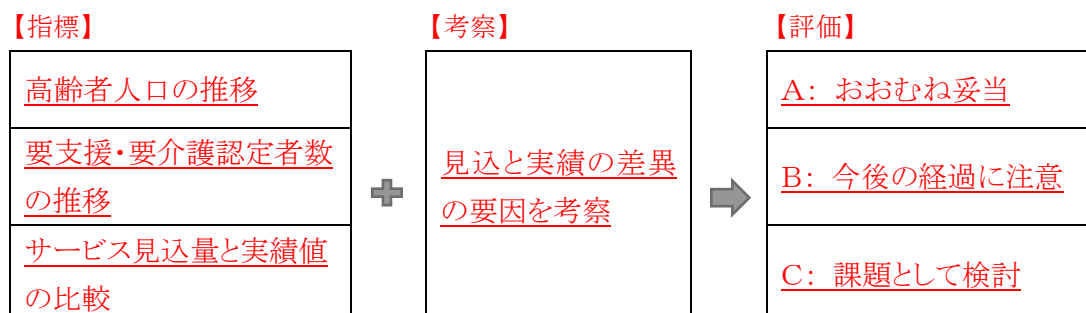 【指標】
高齢者人口の推移
要支援・要介護認定者数
の推移
サービス見込量と実績値
の比較
【考察】
見込と実績の差異
の要因を考察
【評価】
A: おおむね妥当
B: 今後の経過に注意
C: 課題として検討